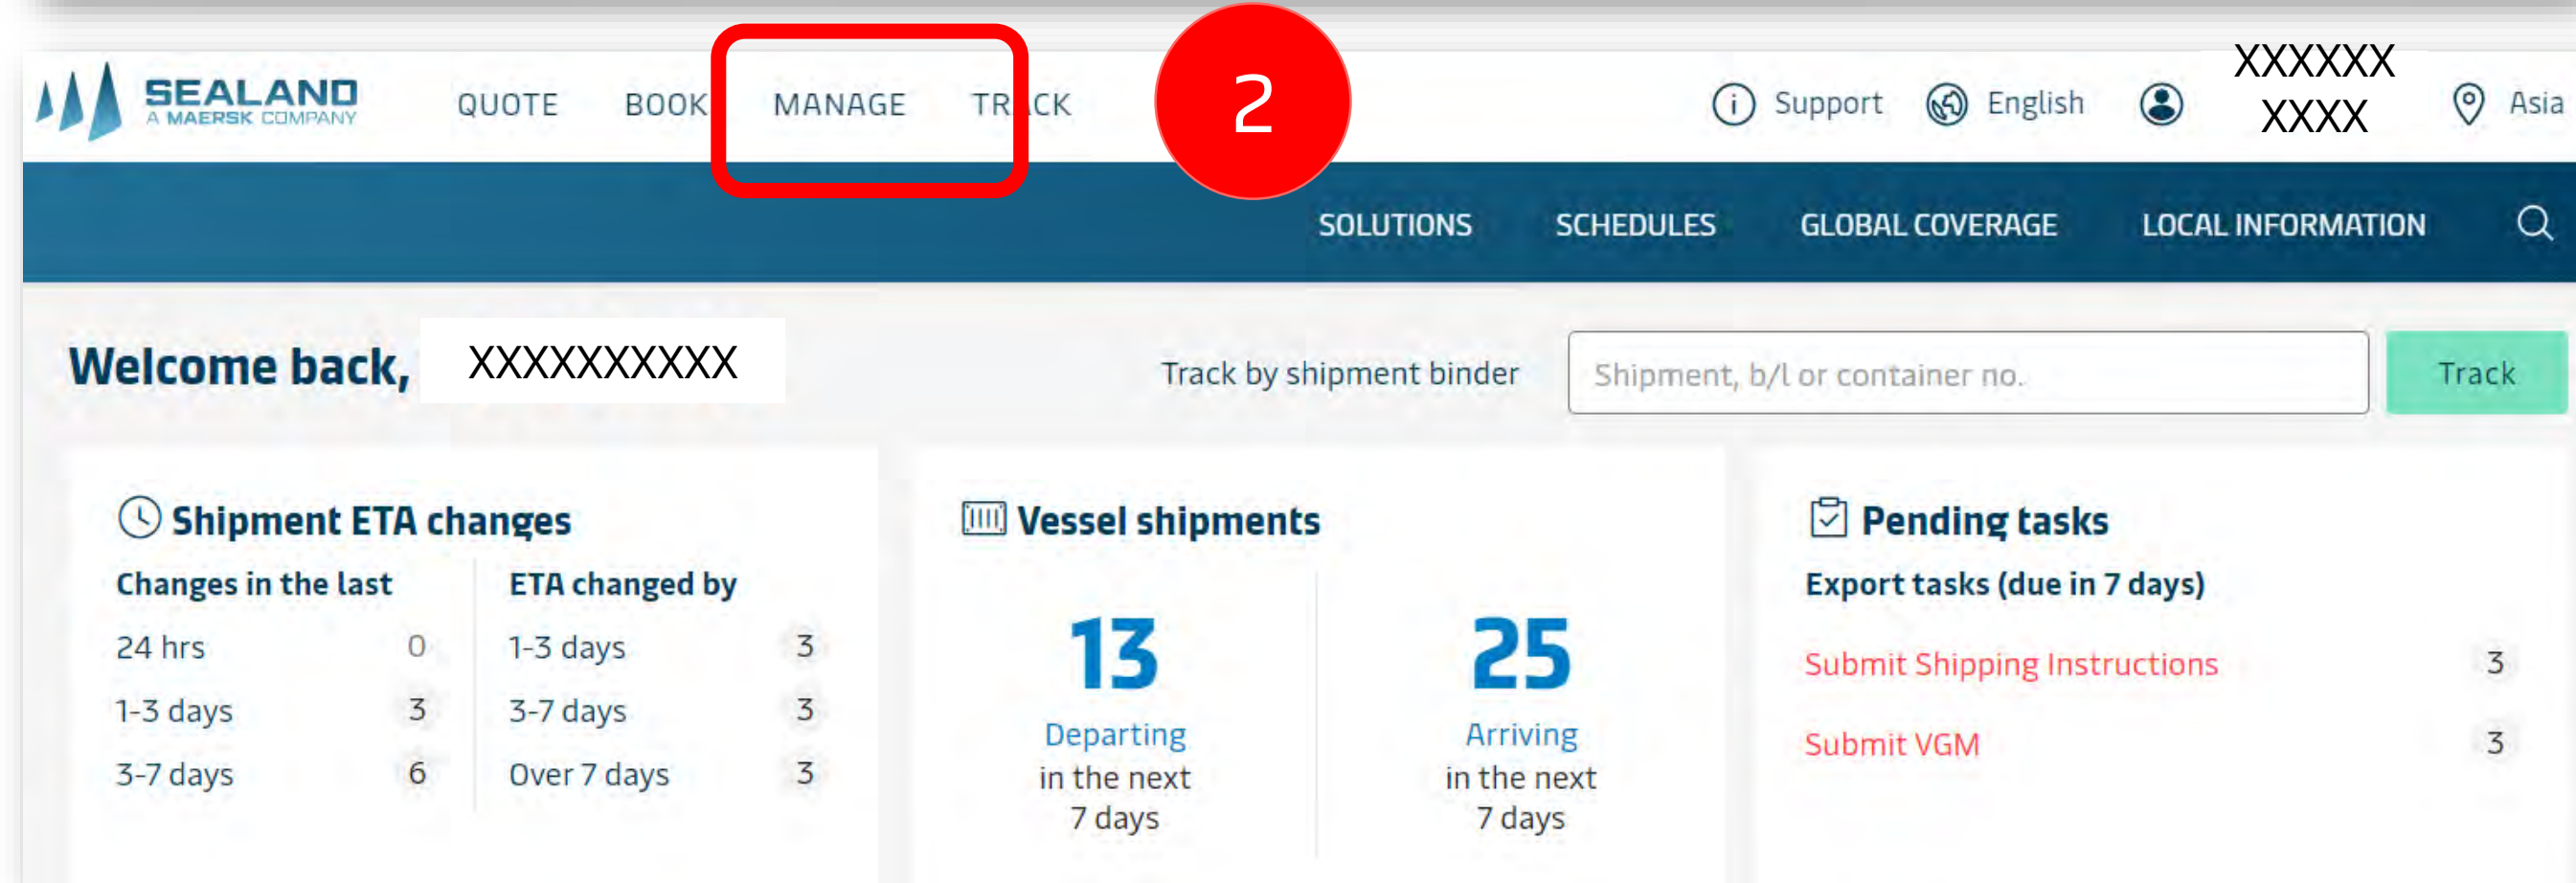 SEALAND
A MAERSK COMPANY
QUOTE BOOK MANAGE TRACK
2
Support English XXXXXX XXXX Asia
SOLUTIONS SCHEDULES GLOBAL COVERAGE LOCAL INFORMATION
Welcome back, XXXXXXXXXX
Track by shipment binder Shipment, b/l or container no. Track
Shipment ETA changes
Changes in the last ETA changed by
24 hrs 0 1-3 days 3
1-3 days 3 3-7 days 3
3-7 days 6 Over 7 days 3
Vessel shipments
13
Departing
in the next
7 days
25
Arriving
in the next
7 days
Pending tasks
Export tasks (due in 7 days)
Submit Shipping Instructions 3
Submit VGM 3